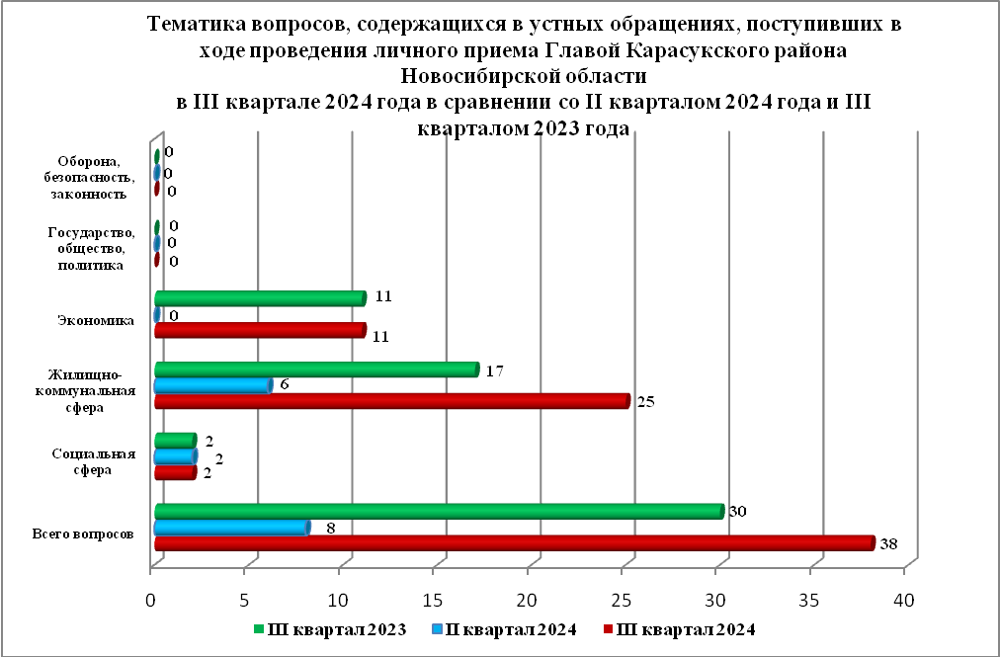 Тематика вопросов, содержащихся в устных обращениях, поступивших в
ходе проведения личного приема Главой Карасукского района
Новосибирской области
в III квартале 2024 года в сравнении со II кварталом 2024 года и III
кварталом 2023 года
Оборона,
безопасность,
законность
0
0
0
Государство,
общество,
политика
0
0
0
Экономика
11
0
11
Жилищно-
коммунальная
сфера
17
6
25
Социальная
сфера
2
2
2
Всего вопросов
30
8
38
0 5 10 15 20 25 30 35 40
III квартал 2023 II квартал 2024 III квартал 2024